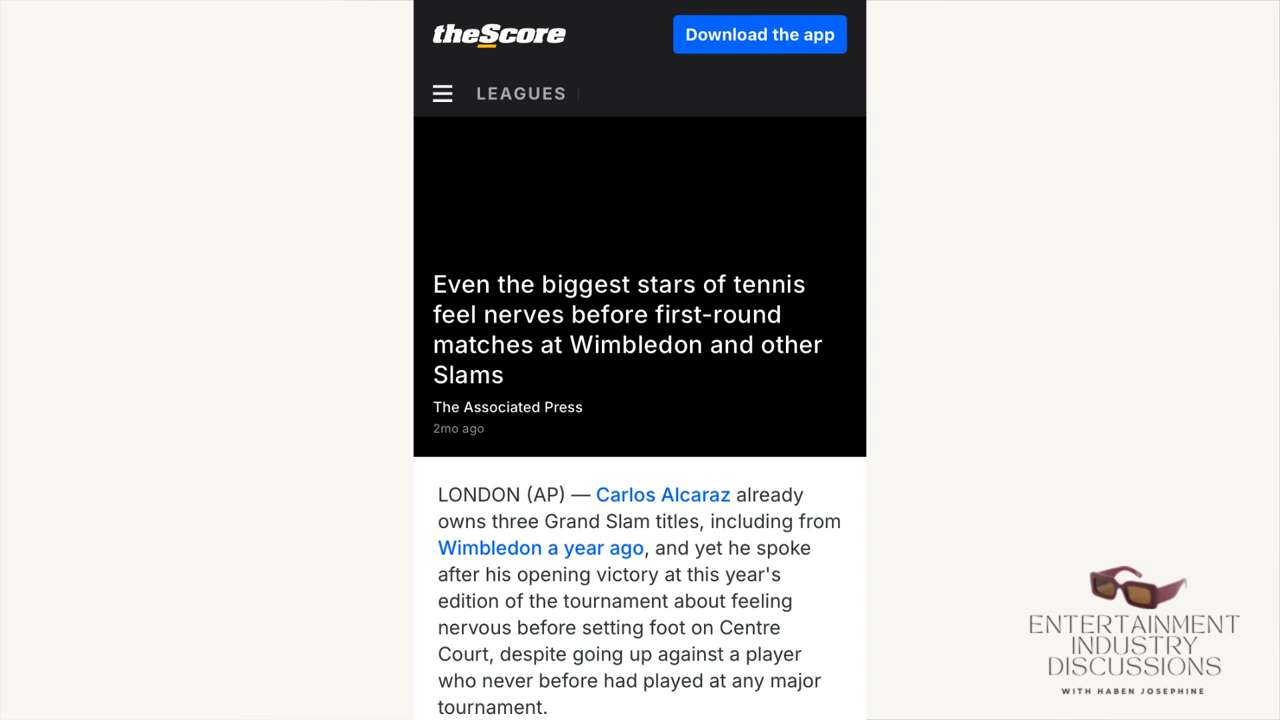 theScore
Download the app
LEAGUES
Even the biggest stars of tennis
feel nerves before first-round
matches at Wimbledon and other
Slams
The Associated Press
2mo ago
LONDON (AP) — Carlos Alcaraz already
owns three Grand Slam titles, including from
Wimbledon a year ago, and yet he spoke
after his opening victory at this year's
edition of the tournament about feeling
nervous before setting foot on Centre
Court, despite going up against a player
who never before had played at any major
tournament.
ENTERTAINMENT
INDUSTRY
DISCUSSIONS
WITH HABEN JOSEPHINE